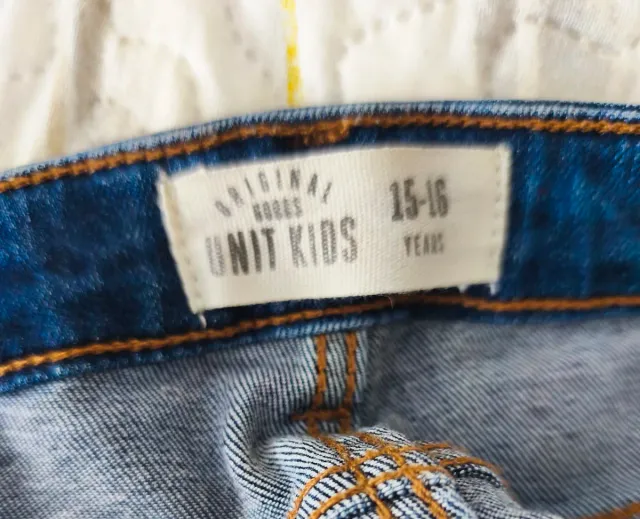 ORIGINAL
GOODS
UNIT KIDS
15-16
YEARS